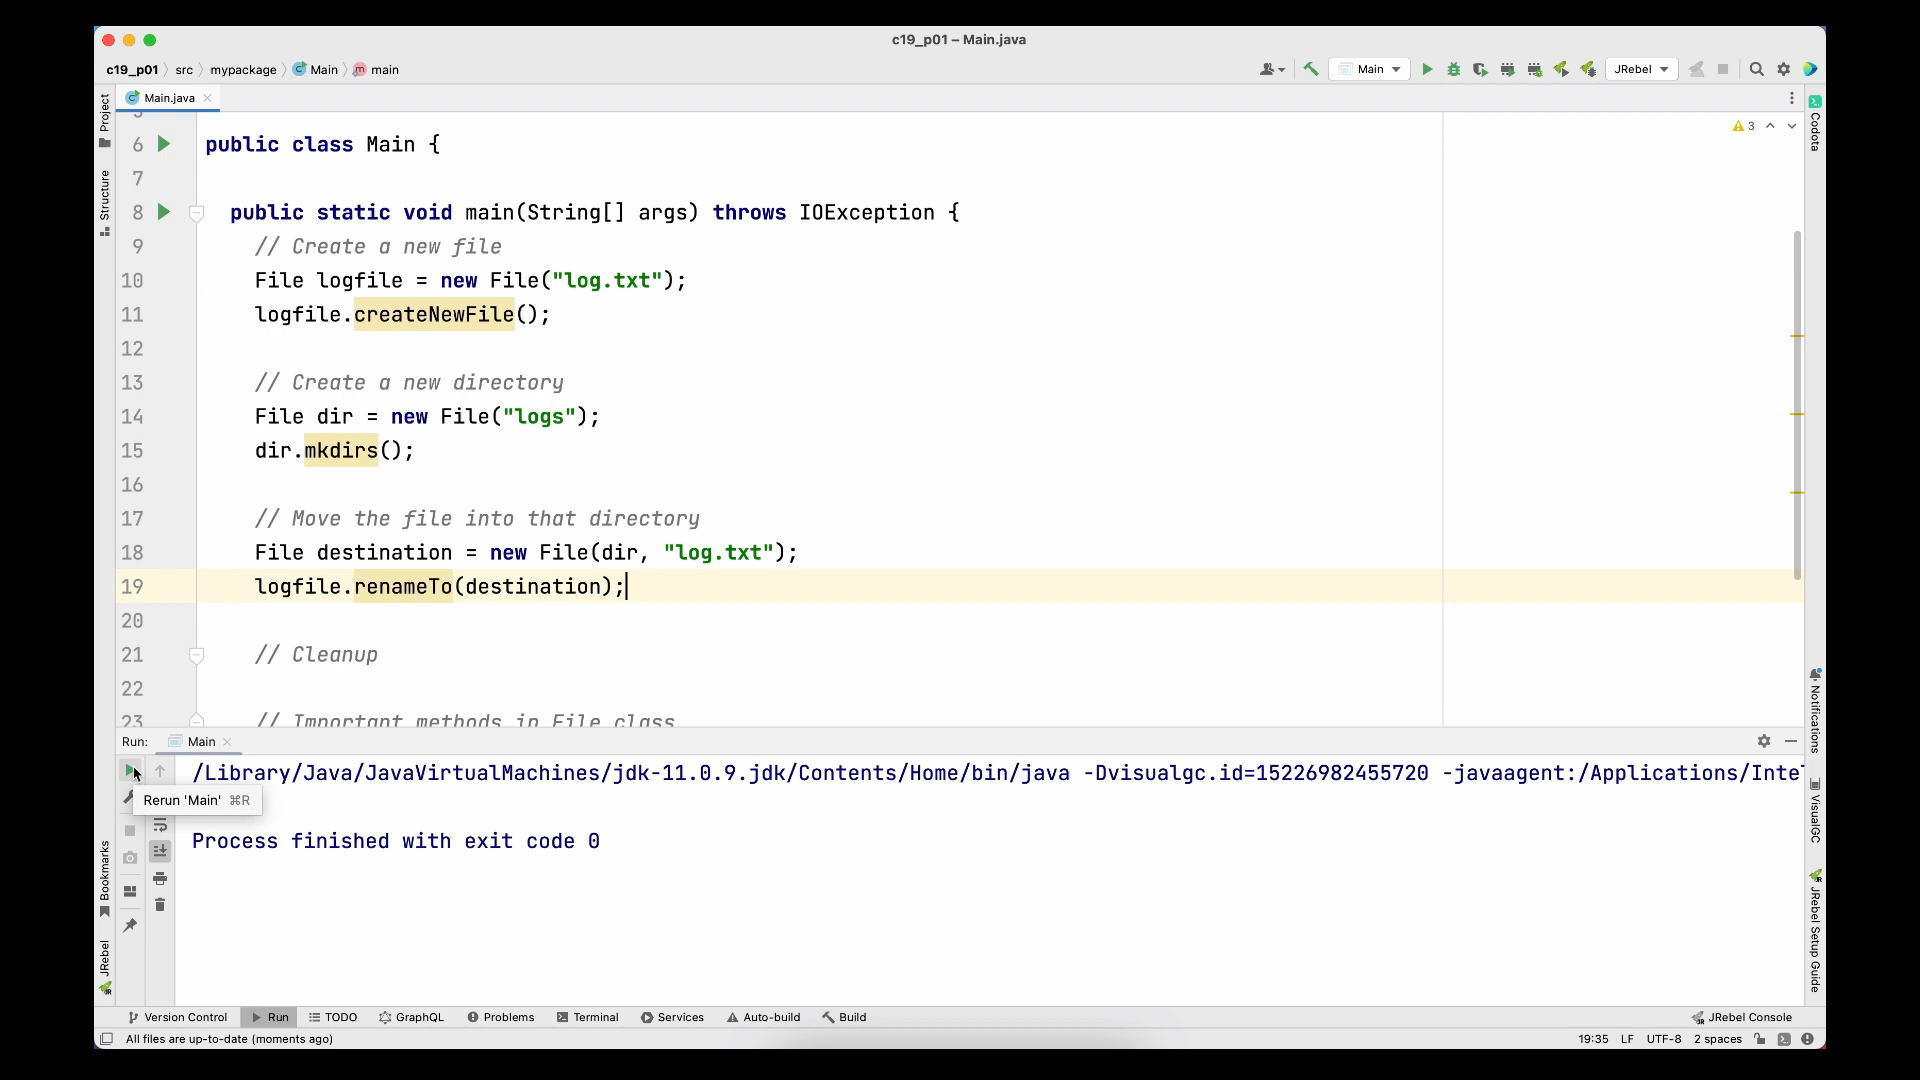 c19_p01 – Main.java
c19_p01 src mypackage Main main
Main
JRebel
Main.java
3
6 public class Main {
7
8 public static void main(String[] args) throws IOException {
9 // Create a new file
10 File logfile = new File("log.txt");
11 logfile.createNewFile();
12
13 // Create a new directory
14 File dir = new File("logs");
15 dir.mkdirs();
16
17 // Move the file into that directory
18 File destination = new File(dir, "log.txt");
19 logfile.renameTo(destination);
20
21 // Cleanup
22
23 // Important methods in File class
Project
Structure
Bookmarks
JRebel
Codota
Notifications
VisualGC
JRebel Setup Guide
Run: Main
/Library/Java/JavaVirtualMachines/jdk-11.0.9.jdk/Contents/Home/bin/java -Dvisualgc.id=15226982455720 -javaagent:/Applications/Inte
Rerun 'Main' ⌘R
Process finished with exit code 0
Version Control Run TODO GraphQL Problems Terminal Services Auto-build Build JRebel Console
All files are up-to-date (moments ago) 19:35 LF UTF-8 2 spaces